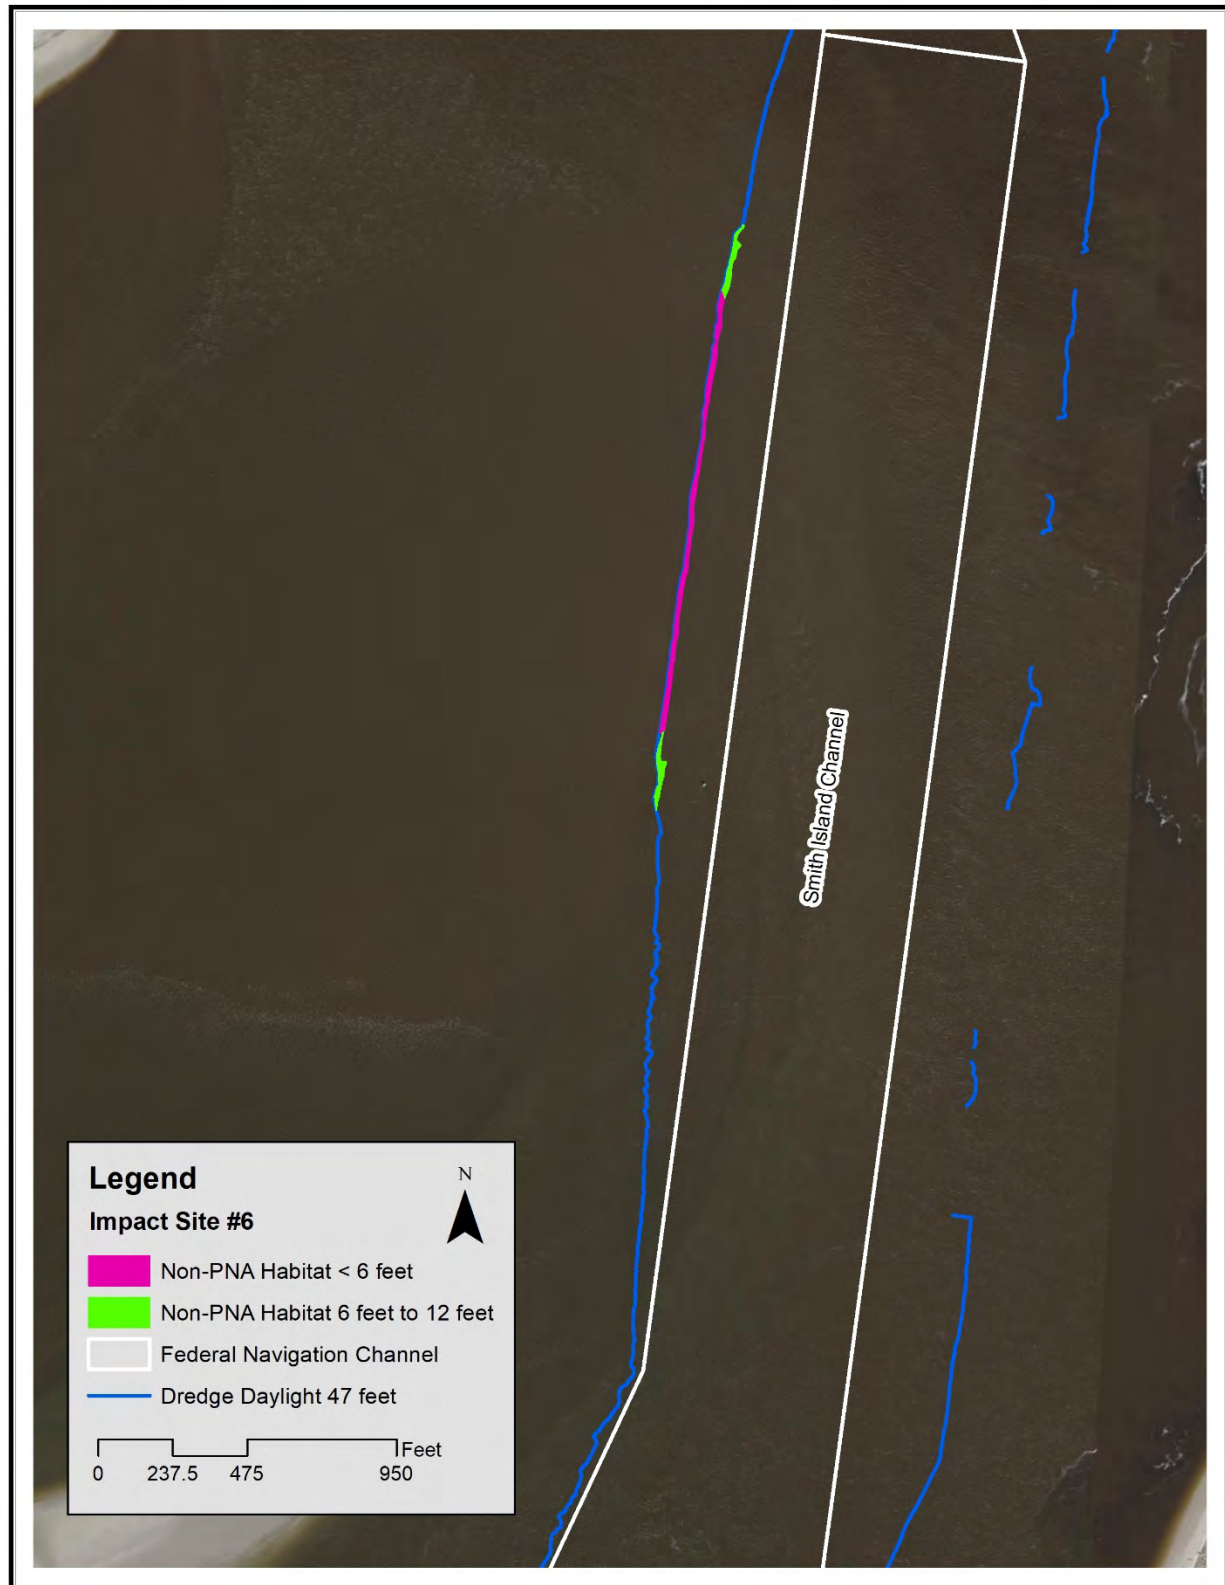 Smith Island Channel
Legend
N
Impact Site #6
Non-PNA Habitat < 6 feet
Non-PNA Habitat 6 feet to 12 feet
Federal Navigation Channel
Dredge Daylight 47 feet
Feet
0 237.5 475 950